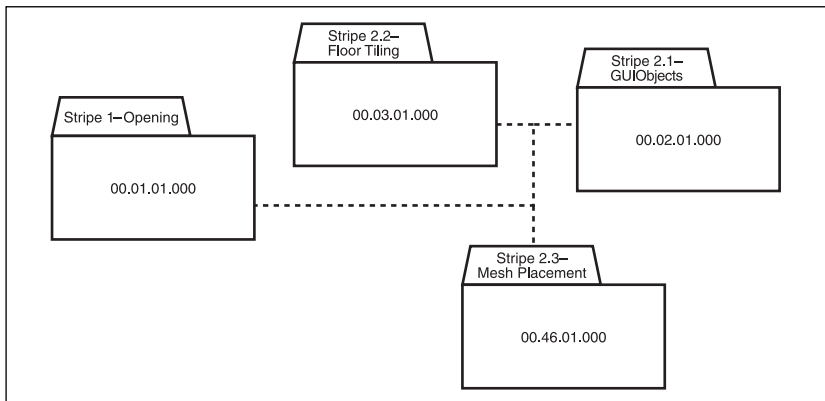 Stripe 2.2–
Floor Tiling
00.03.01.000
Stripe 2.1–
GUIObjects
00.02.01.000
Stripe 1–Opening
00.01.01.000
Stripe 2.3–
Mesh Placement
00.46.01.000